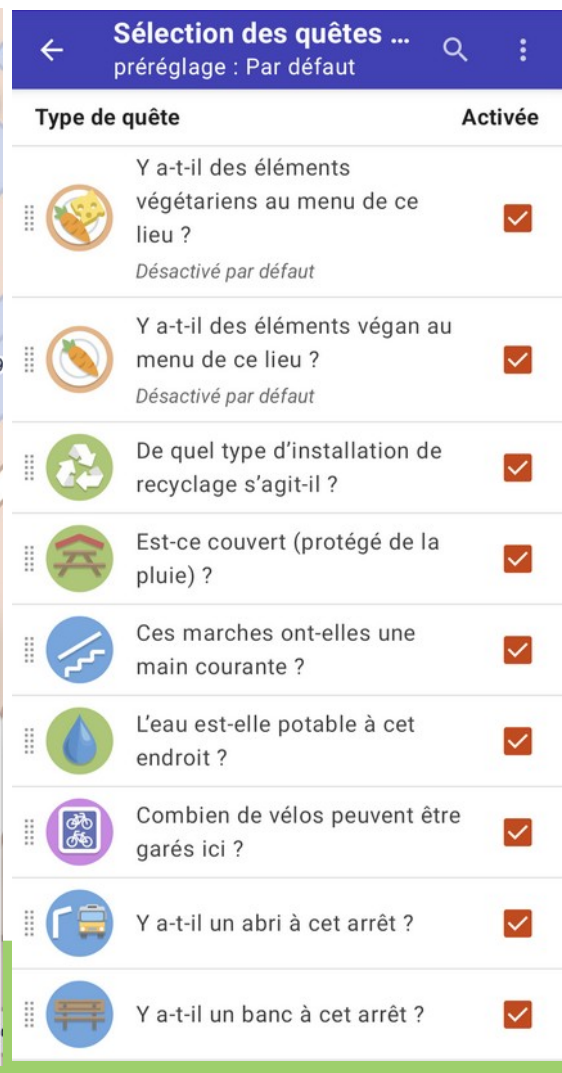 Sélection des quêtes ...
préréglage : Par défaut
Type de quête Activée
Y a-t-il des éléments
végétariens au menu de ce
lieu ?
Désactivé par défaut
Y a-t-il des éléments végan au
menu de ce lieu ?
Désactivé par défaut
De quel type d’installation de
recyclage s’agit-il ?
Est-ce couvert (protégé de la
pluie) ?
Ces marches ont-elles une
main courante ?
L’eau est-elle potable à cet
endroit ?
Combien de vélos peuvent être
garés ici ?
Y a-t-il un abri à cet arrêt ?
Y a-t-il un banc à cet arrêt ?